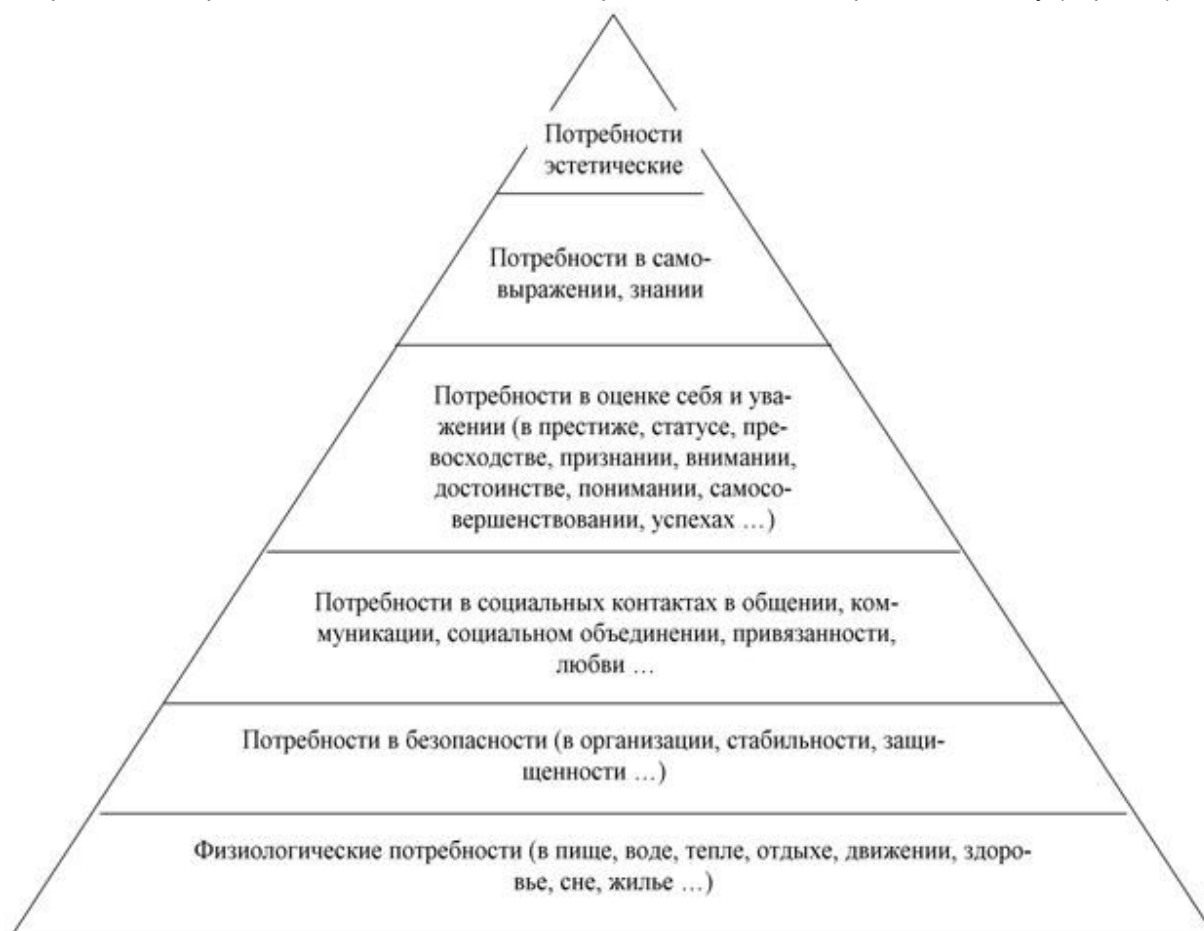 Потребности
эстетические
Потребности в само-
выражении, знании
Потребности в оценке себя и ува-
жении (в престиже, статусе, пре-
восходстве, признании, внимании,
достоинстве, понимании, самосо-
вершенствовании, успехах …)
Потребности в социальных контактах в общении, ком-
муникации, социальном объединении, привязанности,
любви …
Потребности в безопасности (в организации, стабильности, защи-
щенности …)
Физиологические потребности (в пище, воде, тепле, отдыхе, движении, здоро-
вье, сне, жилье …)